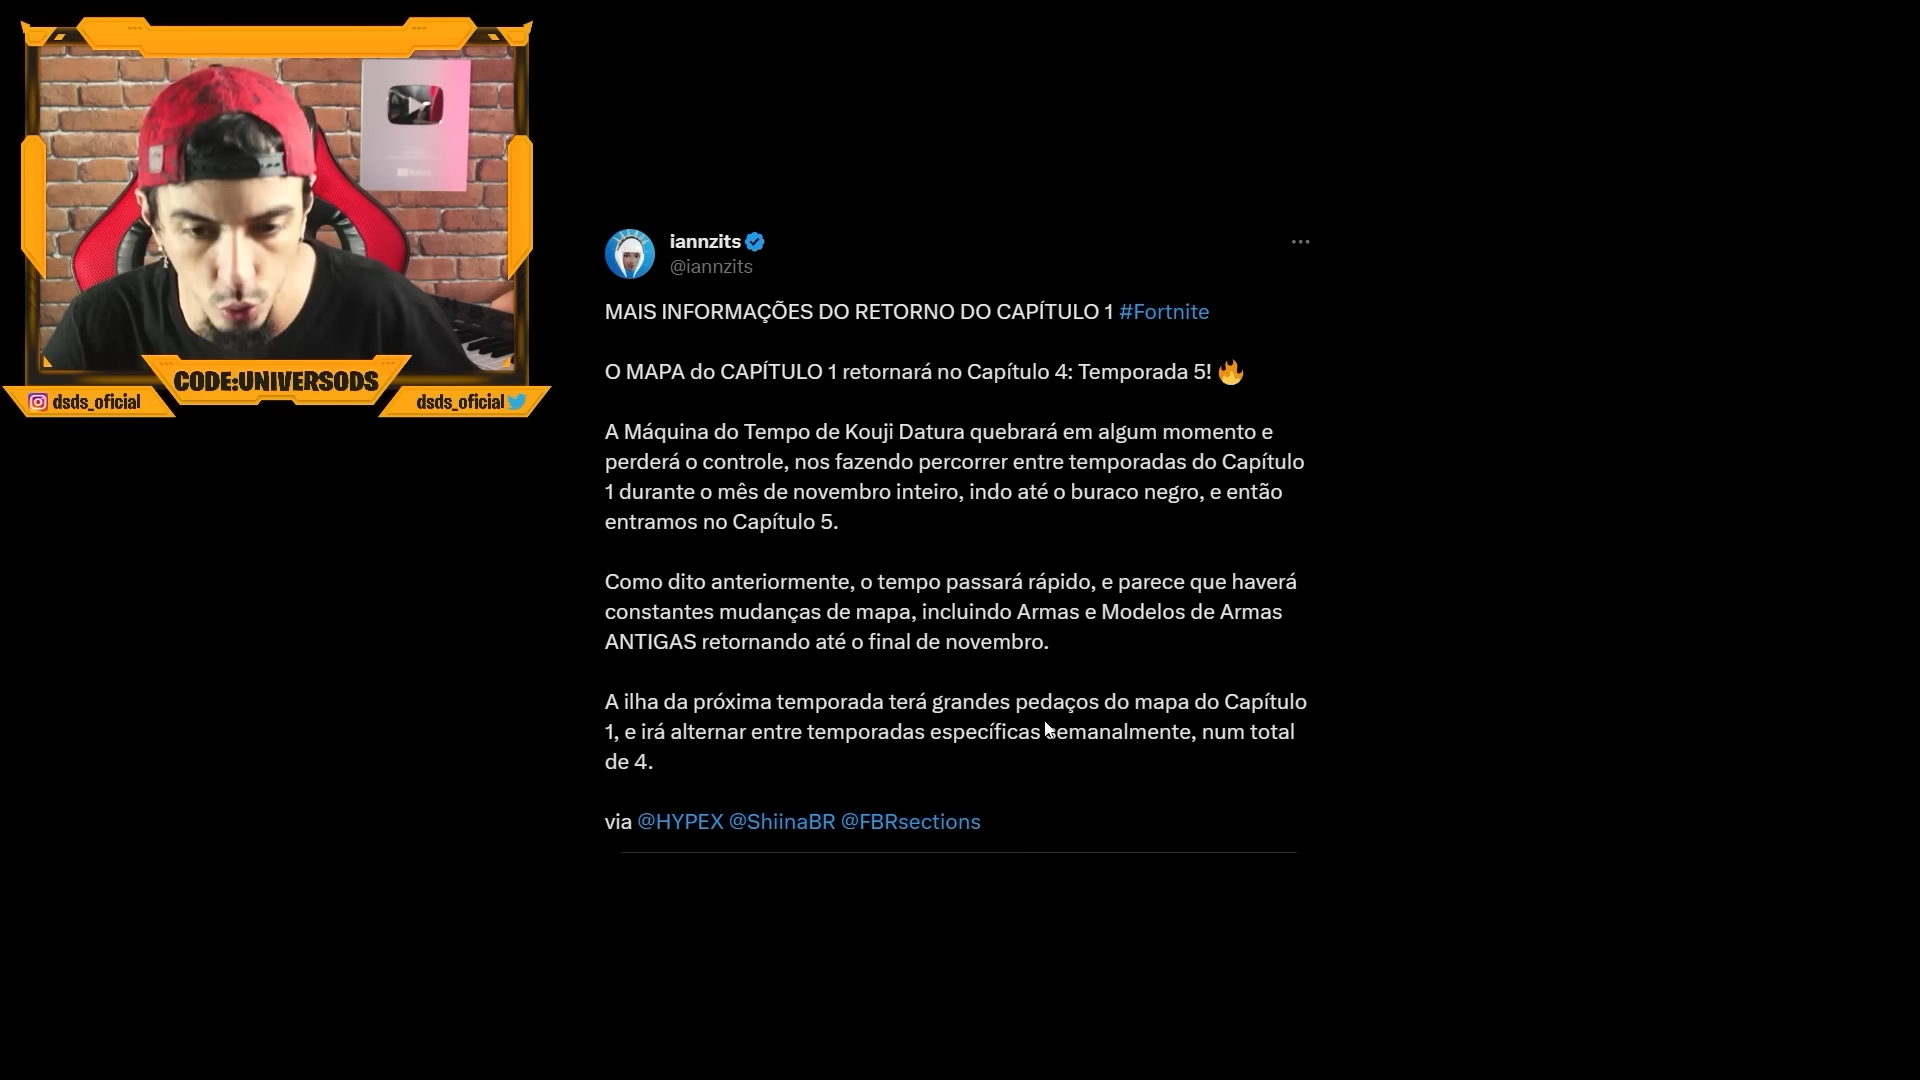 CODE:UNIVERSODS
dsds_oficial
dsds_oficial
iannzits
@iannzits
MAIS INFORMAÇÕES DO RETORNO DO CAPÍTULO 1 #Fortnite
O MAPA do CAPÍTULO 1 retornará no Capítulo 4: Temporada 5! 🔥
A Máquina do Tempo de Kouji Datura quebrará em algum momento e
perderá o controle, nos fazendo percorrer entre temporadas do Capítulo
1 durante o mês de novembro inteiro, indo até o buraco negro, e então
entramos no Capítulo 5.
Como dito anteriormente, o tempo passará rápido, e parece que haverá
constantes mudanças de mapa, incluindo Armas e Modelos de Armas
ANTIGAS retornando até o final de novembro.
A ilha da próxima temporada terá grandes pedaços do mapa do Capítulo
1, e irá alternar entre temporadas específicas semanalmente, num total
de 4.
via @HYPEX @ShiinaBR @FBRsections